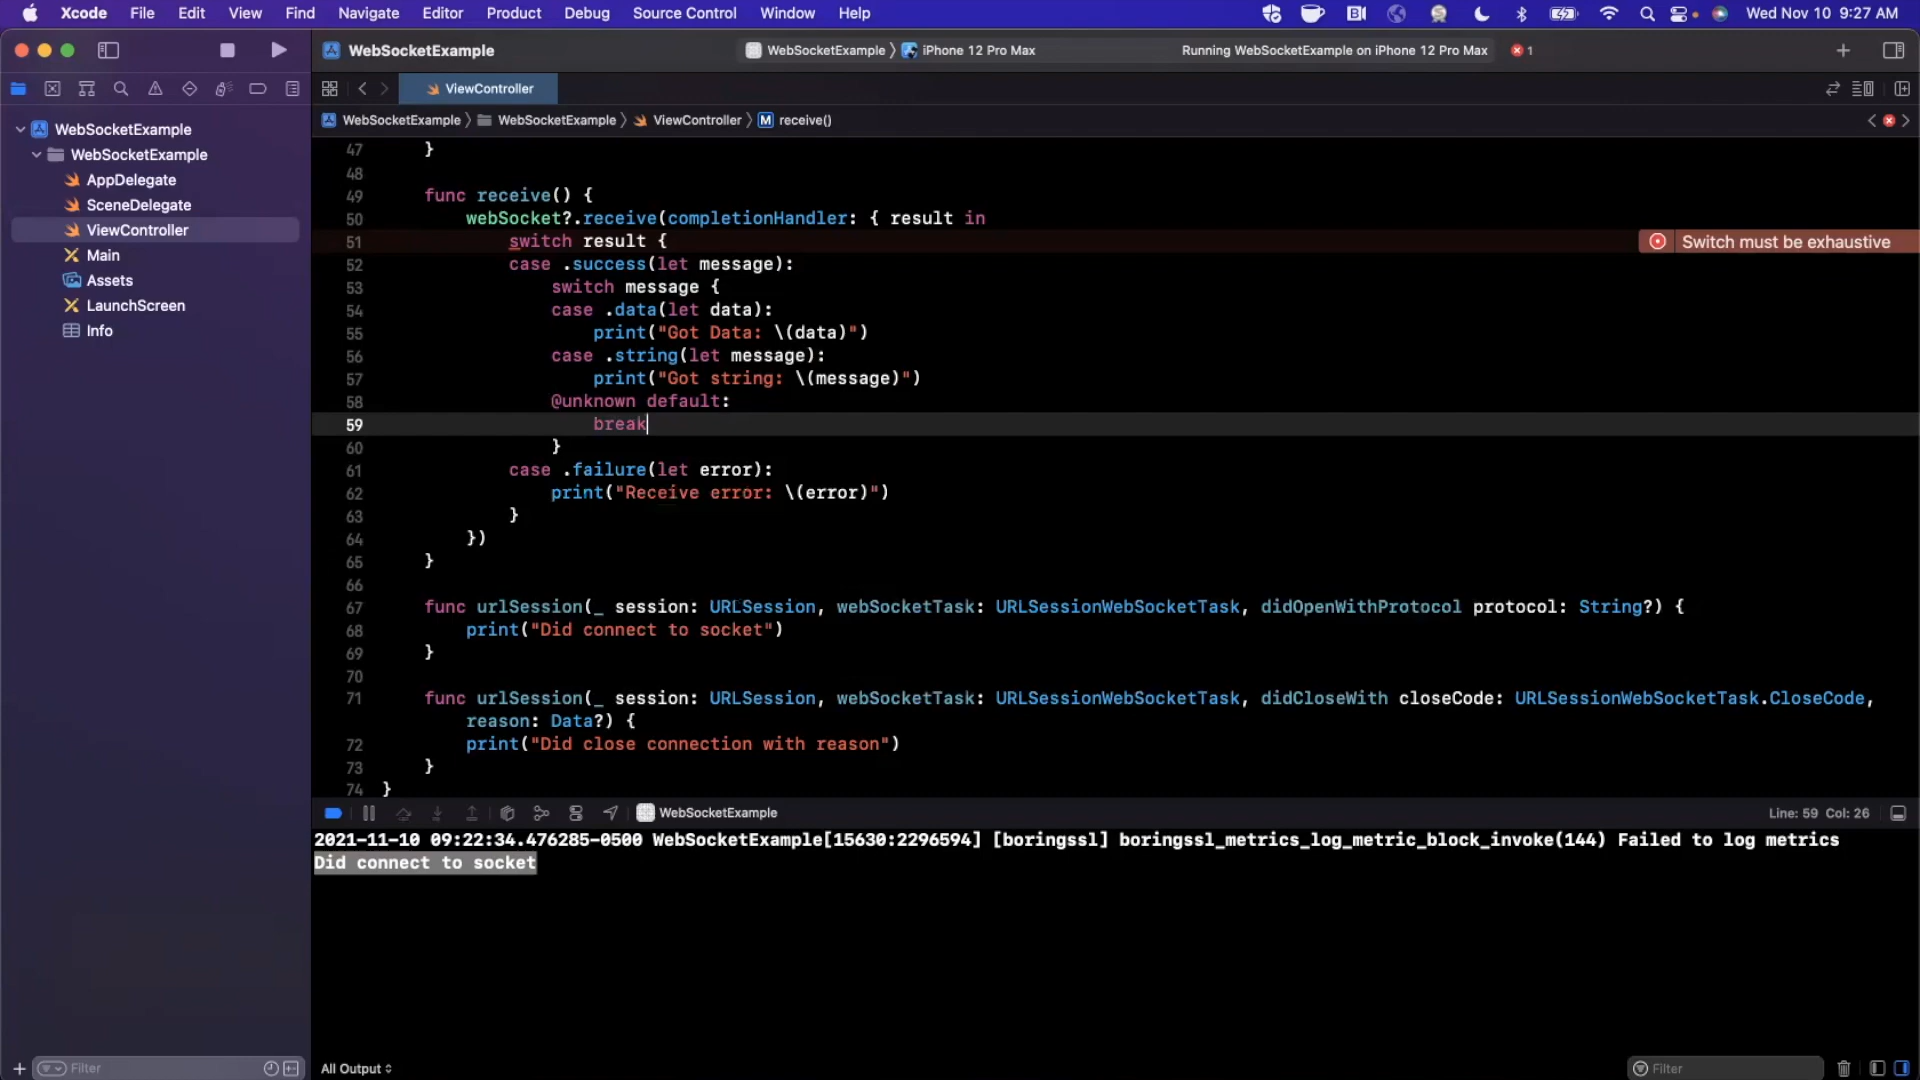 Xcode File Edit View Find Navigate Editor Product Debug Source Control Window Help Wed Nov 10 9:27 AM
WebSocketExample WebSocketExample iPhone 12 Pro Max Running WebSocketExample on iPhone 12 Pro Max 1
ViewController
WebSocketExample WebSocketExample ViewController M receive()
WebSocketExample
WebSocketExample
AppDelegate
SceneDelegate
ViewController
Main
Assets
LaunchScreen
Info
47 }
48
49 func receive() {
50 webSocket?.receive(completionHandler: { result in
51 switch result { Switch must be exhaustive
52 case .success(let message):
53 switch message {
54 case .data(let data):
55 print("Got Data: \(data)")
56 case .string(let message):
57 print("Got string: \(message)")
58 @unknown default:
59 break
60 }
61 case .failure(let error):
62 print("Receive error: \(error)")
63 }
64 })
65 }
66
67 func urlSession(_ session: URLSession, webSocketTask: URLSessionWebSocketTask, didOpenWithProtocol protocol: String?) {
68 print("Did connect to socket")
69 }
70
71 func urlSession(_ session: URLSession, webSocketTask: URLSessionWebSocketTask, didCloseWith closeCode: URLSessionWebSocketTask.CloseCode,
reason: Data?) {
72 print("Did close connection with reason")
73 }
74 }
WebSocketExample Line: 59 Col: 26
2021-11-10 09:22:34.476285-0500 WebSocketExample[15630:2296594] [boringssl] boringssl_metrics_log_metric_block_invoke(144) Failed to log metrics
Did connect to socket
Filter All Output Filter